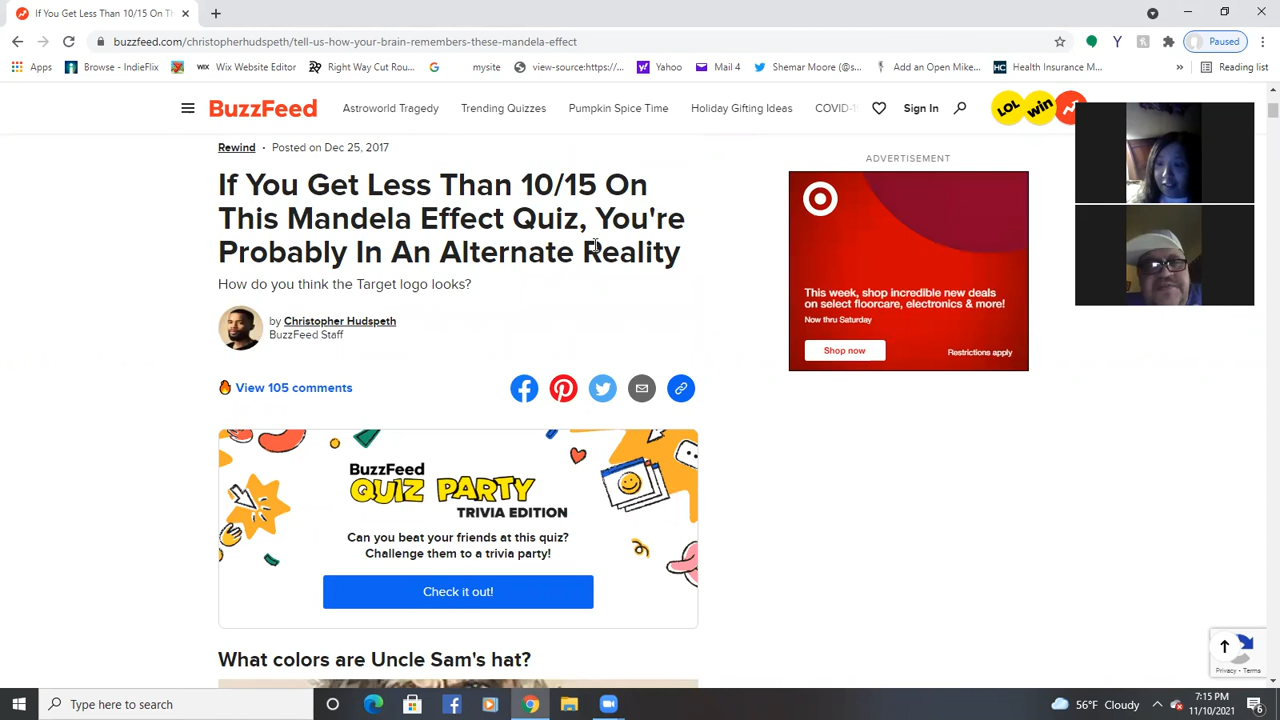 If You Get Less Than 10/15 On Th
buzzfeed.com/christopherhudspeth/tell-us-how-your-brain-remembers-these-mandela-effect
Paused
Apps
Browse - IndieFlix
Wix Website Editor
Right Way Cut Rou...
mysite
view-source:https:/...
Yahoo
Mail 4
Shemar Moore (@s...
Add an Open Mike...
Health Insurance M...
»
Reading list
BuzzFeed
Astroworld Tragedy
Trending Quizzes
Pumpkin Spice Time
Holiday Gifting Ideas
COVID-1
Sign In
LOL
win
Rewind • Posted on Dec 25, 2017
If You Get Less Than 10/15 On
This Mandela Effect Quiz, You're
Probably In An Alternate Reality
How do you think the Target logo looks?
by Christopher Hudspeth
BuzzFeed Staff
View 105 comments
ADVERTISEMENT
This week, shop incredible new deals
on select floorcare, electronics & more!
Now thru Saturday
Shop now
Restrictions apply
BuzzFeed
QUIZ PARTY
TRIVIA EDITION
Can you beat your friends at this quiz?
Challenge them to a trivia party!
Check it out!
What colors are Uncle Sam's hat?
Privacy - Terms
Type here to search
56°F Cloudy
7:15 PM
11/10/2021
6